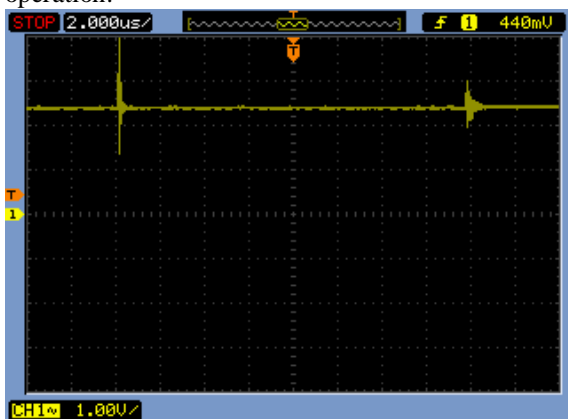 operation.
STOP 2.000us/ T f 1 440mV
T
T
1
CH1~ 1.00V/